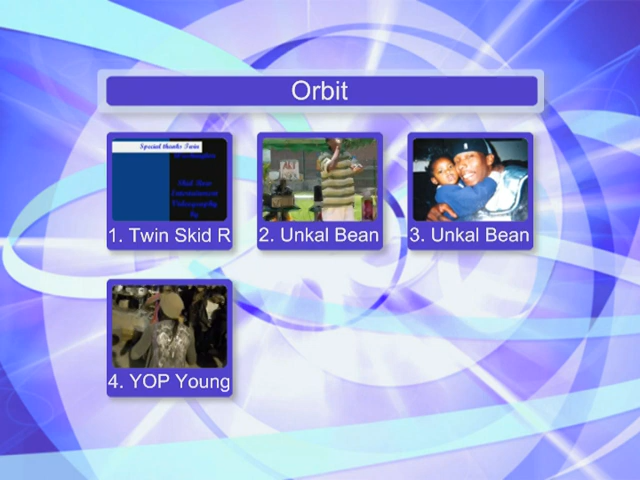 Orbit
Special thanks Twin
1. Twin Skid R
2. Unkal Bean
3. Unkal Bean
4. YOP Young